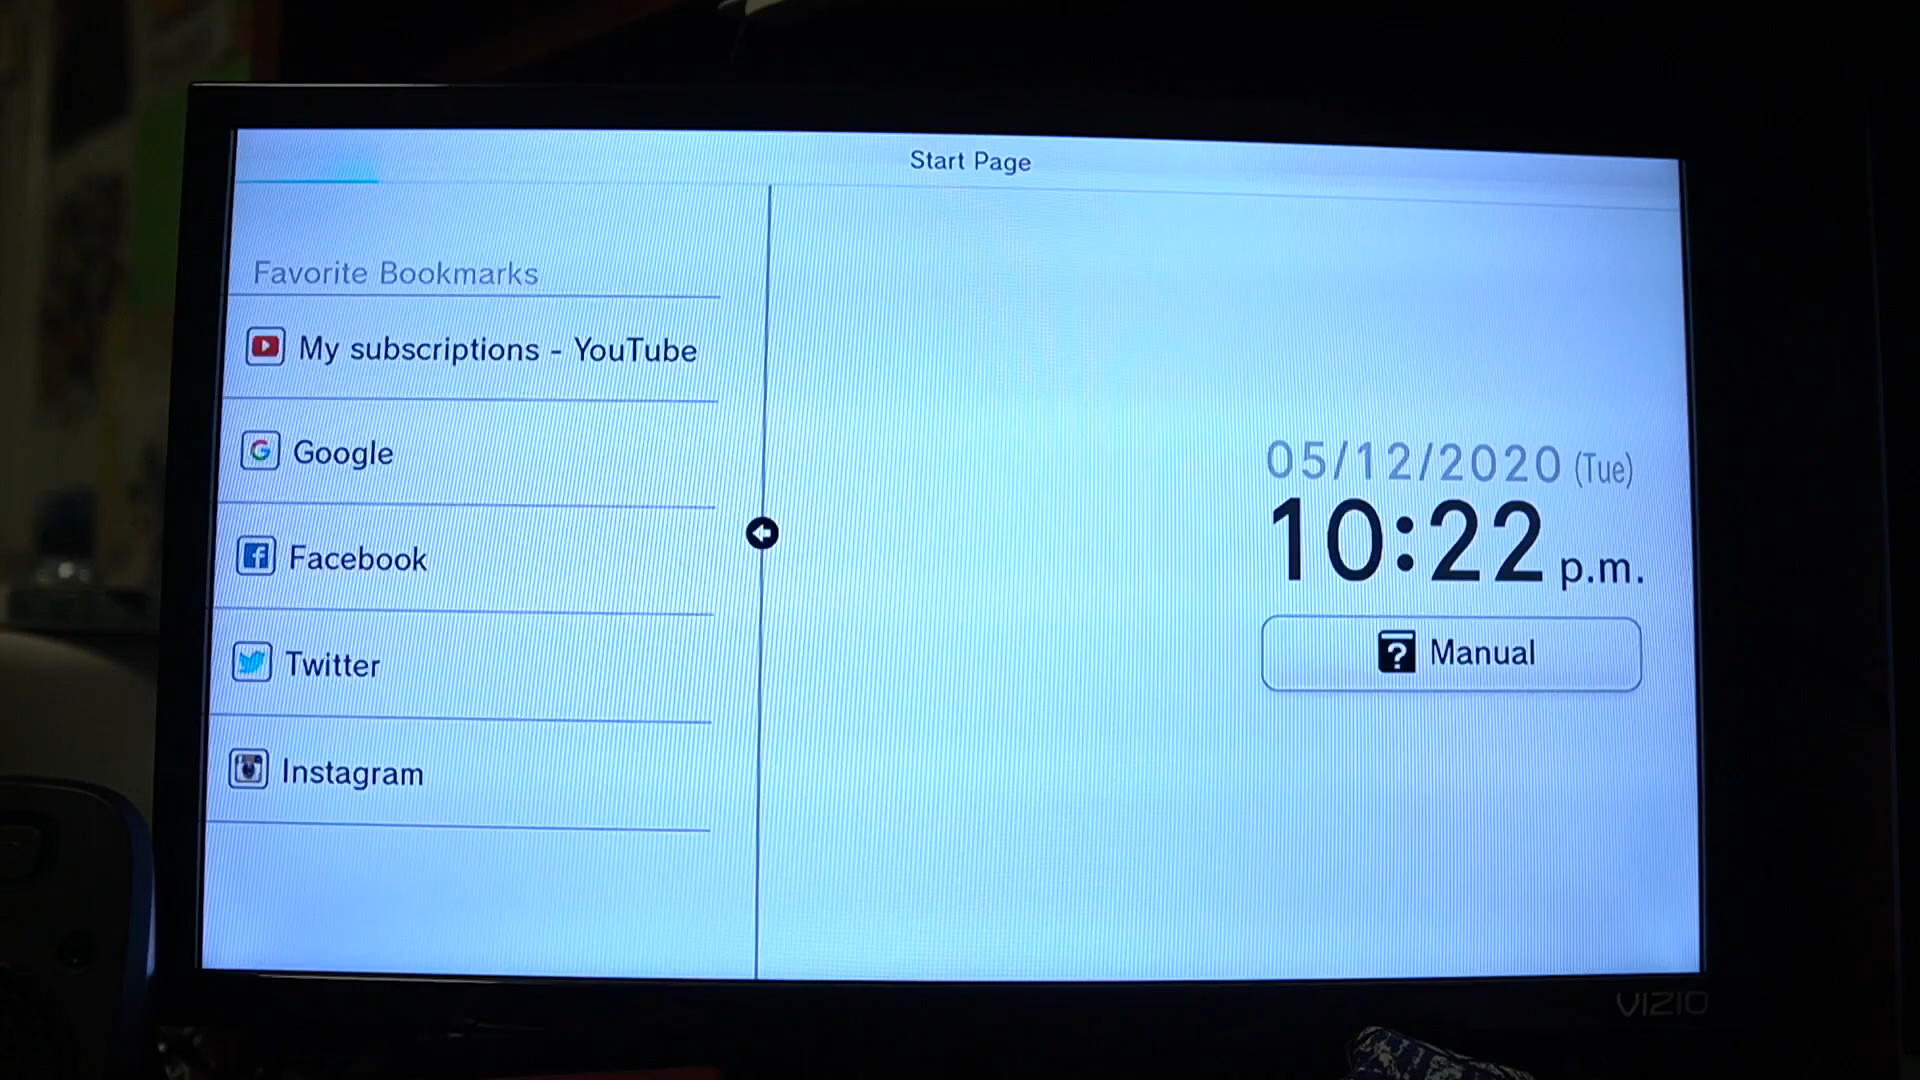 Start Page
Favorite Bookmarks
My subscriptions - YouTube
Google
Facebook
Twitter
Instagram
05/12/2020 (Tue)
10:22 p.m.
? Manual
VIZIO